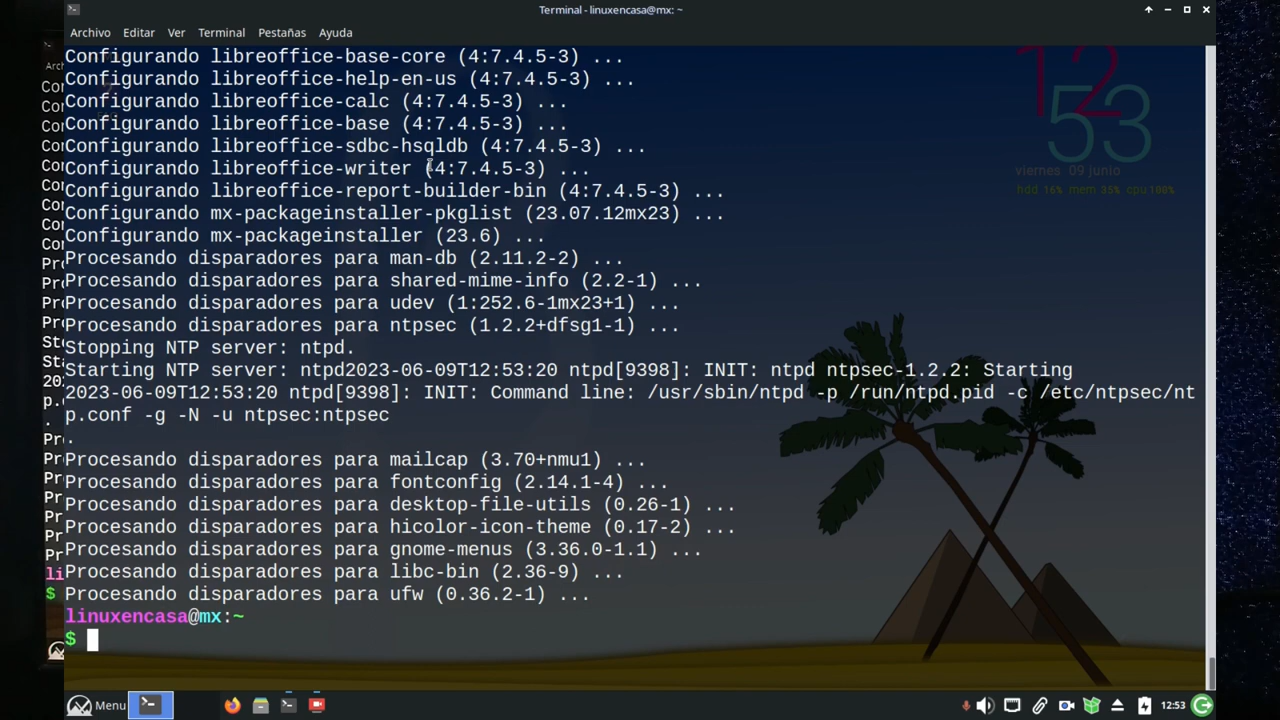 Terminal - linuxencasa@mx: ~
Archivo Editar Ver Terminal Pestañas Ayuda
Configurando libreoffice-base-core (4:7.4.5-3) ...
Configurando libreoffice-help-en-us (4:7.4.5-3) ...
Configurando libreoffice-calc (4:7.4.5-3) ...
Configurando libreoffice-base (4:7.4.5-3) ...
Configurando libreoffice-sdbc-hsqldb (4:7.4.5-3) ...
Configurando libreoffice-writer (4:7.4.5-3) ...
Configurando libreoffice-report-builder-bin (4:7.4.5-3) ...
Configurando mx-packageinstaller-pkglist (23.07.12mx23) ...
Configurando mx-packageinstaller (23.6) ...
Procesando disparadores para man-db (2.11.2-2) ...
Procesando disparadores para shared-mime-info (2.2-1) ...
Procesando disparadores para udev (1:252.6-1mx23+1) ...
Procesando disparadores para ntpsec (1.2.2+dfsg1-1) ...
Stopping NTP server: ntpd.
Starting NTP server: ntpd2023-06-09T12:53:20 ntpd[9398]: INIT: ntpd ntpsec-1.2.2: Starting
2023-06-09T12:53:20 ntpd[9398]: INIT: Command line: /usr/sbin/ntpd -p /run/ntpd.pid -c /etc/ntpsec/nt
p.conf -g -N -u ntpsec:ntpsec
.
Procesando disparadores para mailcap (3.70+nmu1) ...
Procesando disparadores para fontconfig (2.14.1-4) ...
Procesando disparadores para desktop-file-utils (0.26-1) ...
Procesando disparadores para hicolor-icon-theme (0.17-2) ...
Procesando disparadores para gnome-menus (3.36.0-1.1) ...
Procesando disparadores para libc-bin (2.36-9) ...
Procesando disparadores para ufw (0.36.2-1) ...
linuxencasa@mx:~
$
12
53
viernes 09 junio
hdd 16% mem 35% cpu 100%
Menu
12:53